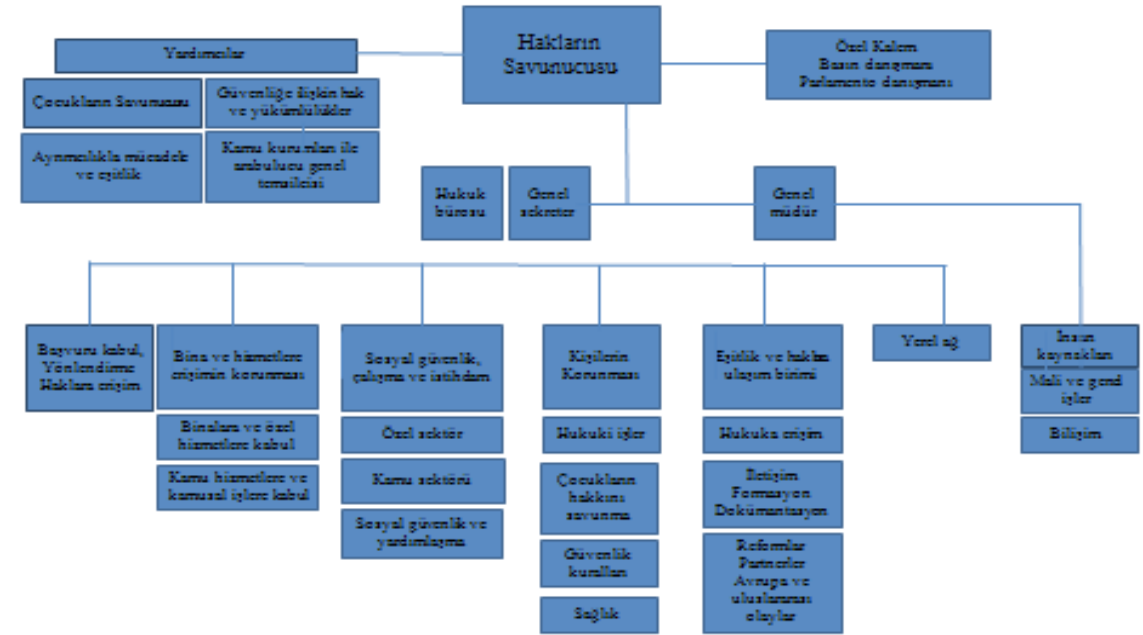 Hakların
Savunucusu
Yardımcılar
Özel Kalem
Basın danışmanı
Parlamento danışmanı
Çocukların Savunucusu
Güvenliğe ilişkin hak
ve yükümlülükler
Ayrımcılıkla mücadele
ve eşitlik
Kamu kurumları ile
arabulucu genel
temsilcisi
Hukuk
bürosu
Genel
sekreter
Genel
müdür
Başvuru kabul,
Yönlendirme
Haklara erişim
Bina ve hizmetlere
erişimin korunması
Binalara ve özel
hizmetlere kabul
Kamu hizmetlere ve
kamusal işlere kabul
Sosyal güvenlik,
çalışma ve istihdam
Özel sektör
Kamu sektörü
Sosyal güvenlik ve
yardımlaşma
Kişilerin
Korunması
Hukuki işler
Çocukların
hakkını
savunma
Güvenlik
kuralları
Sağlık
Eşitlik ve hakka
ulaşım birimi
Hukuka erişim
İletişim
Formasyon
Dokümantasyon
Reformlar
Partnerler
Avrupa ve
uluslararası
olaylar
Yerel ağ
İnsan
kaynakları
Mali ve genel
işler
Bilişim